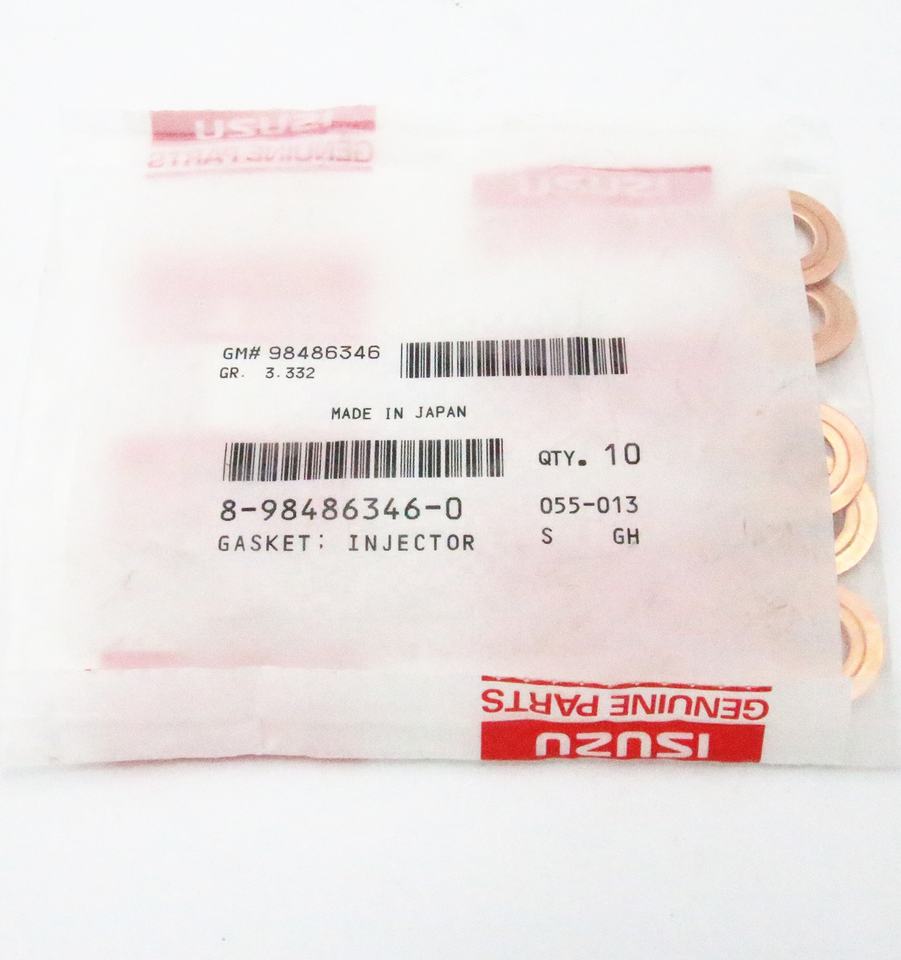 ISUZU
GENUINE PARTS
ISUZU
GM# 98486346
GR. 3.332
MADE IN JAPAN
QTY. 10
8-98486346-0 055-013
GASKET: INJECTOR S GH
GENUINE PARTS
ISUZU